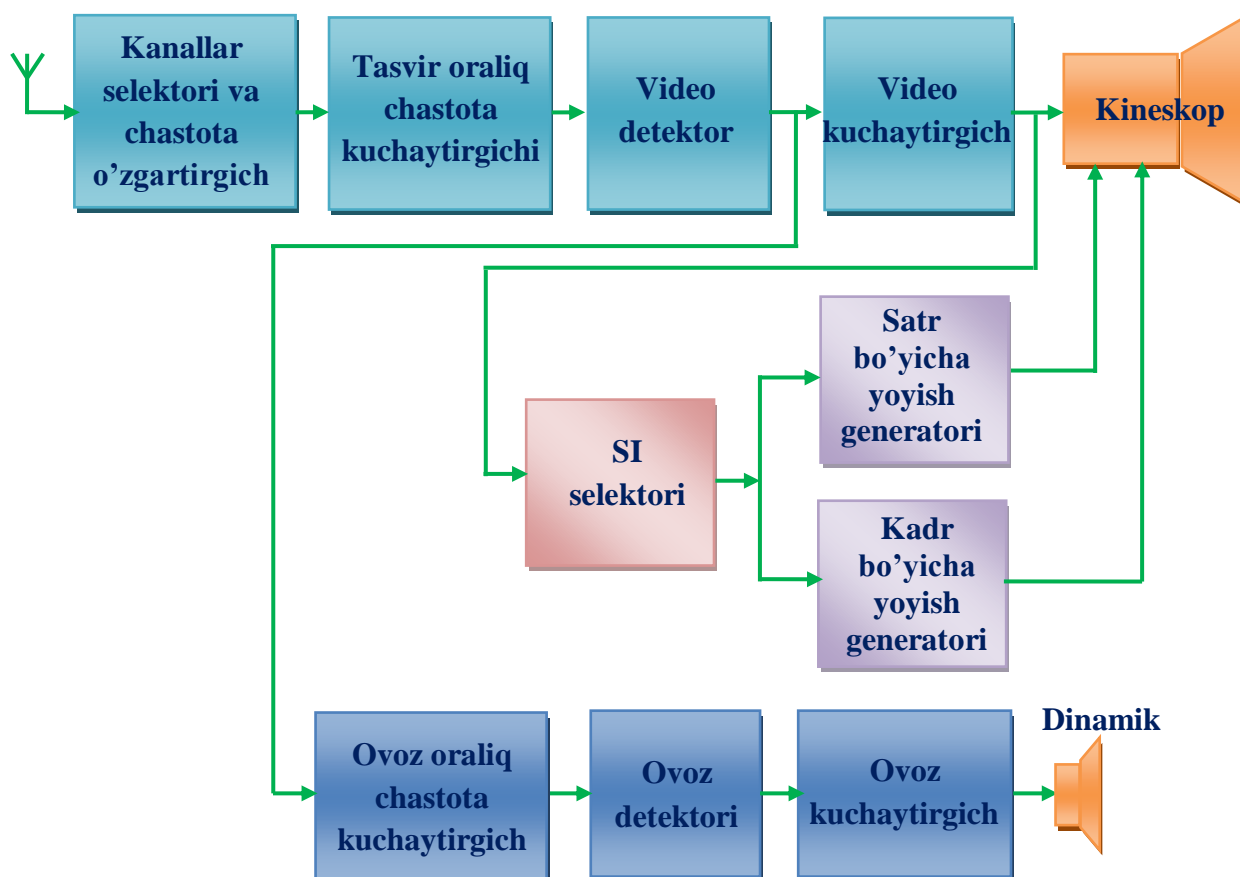 Kanallar
selektori va
chastota
o’zgartirgich
Tasvir oraliq
chastota
kuchaytirgichi
Video
detektor
Video
kuchaytirgich
Kineskop
Satr
bo’yicha
yoyish
generatori
SI
selektori
Kadr
bo’yicha
yoyish
generatori
Ovoz oraliq
chastota
kuchaytirgich
Ovoz
detektori
Ovoz
kuchaytirgich
Dinamik